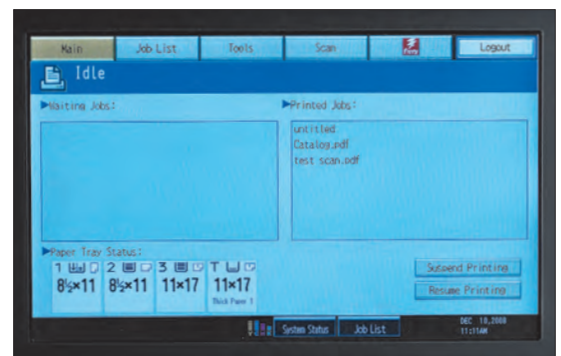 Main
Job List
Tools
Scan
Fiery
Logout
Idle
Waiting Jobs:
Printed Jobs:
untitled
Catalog.pdf
test scan.pdf
Paper Tray Status:
1 2 3 T
8½×11 8½×11 11×17 11×17
Thick Paper 1
Suspend Printing
Resume Printing
System Status
Job List
DEC 10,2008
11:11AM